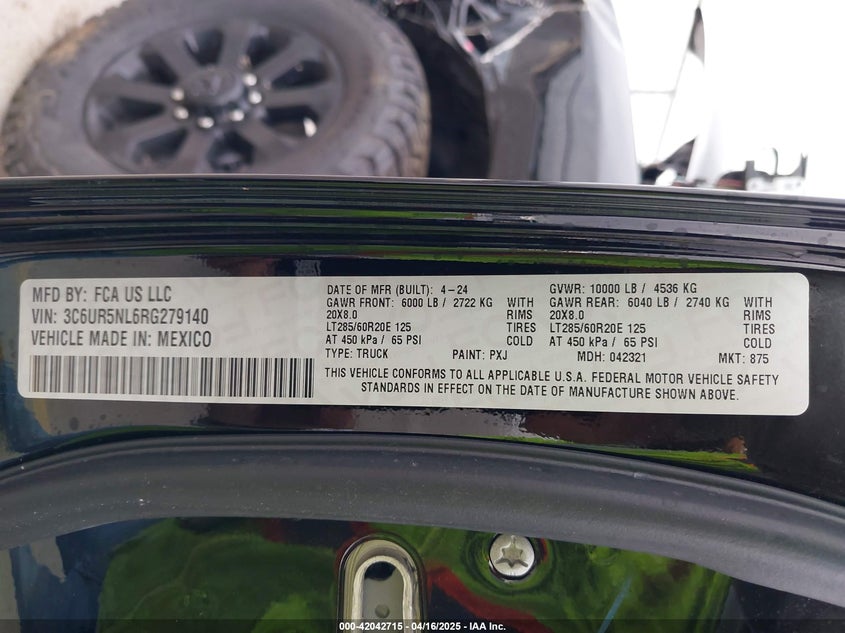 MFD BY: FCA US LLC
VIN: 3C6UR5NL6RG279140
VEHICLE MADE IN: MEXICO
DATE OF MFR (BUILT): 4-24
GAWR FRONT: 6000 LB / 2722 KG WITH
20X8.0 RIMS
LT285/60R20E 125 TIRES
AT 450 kPa / 65 PSI COLD
TYPE: TRUCK PAINT: PXJ
GVWR: 10000 LB / 4536 KG
GAWR REAR: 6040 LB / 2740 KG WITH
20X8.0 RIMS
LT285/60R20E 125 TIRES
AT 450 kPa / 65 PSI COLD
MDH: 042321 MKT: 875
THIS VEHICLE CONFORMS TO ALL APPLICABLE U.S.A. FEDERAL MOTOR VEHICLE SAFETY
STANDARDS IN EFFECT ON THE DATE OF MANUFACTURE SHOWN ABOVE.
000-42042715 - 04/16/2025 - IAA Inc.